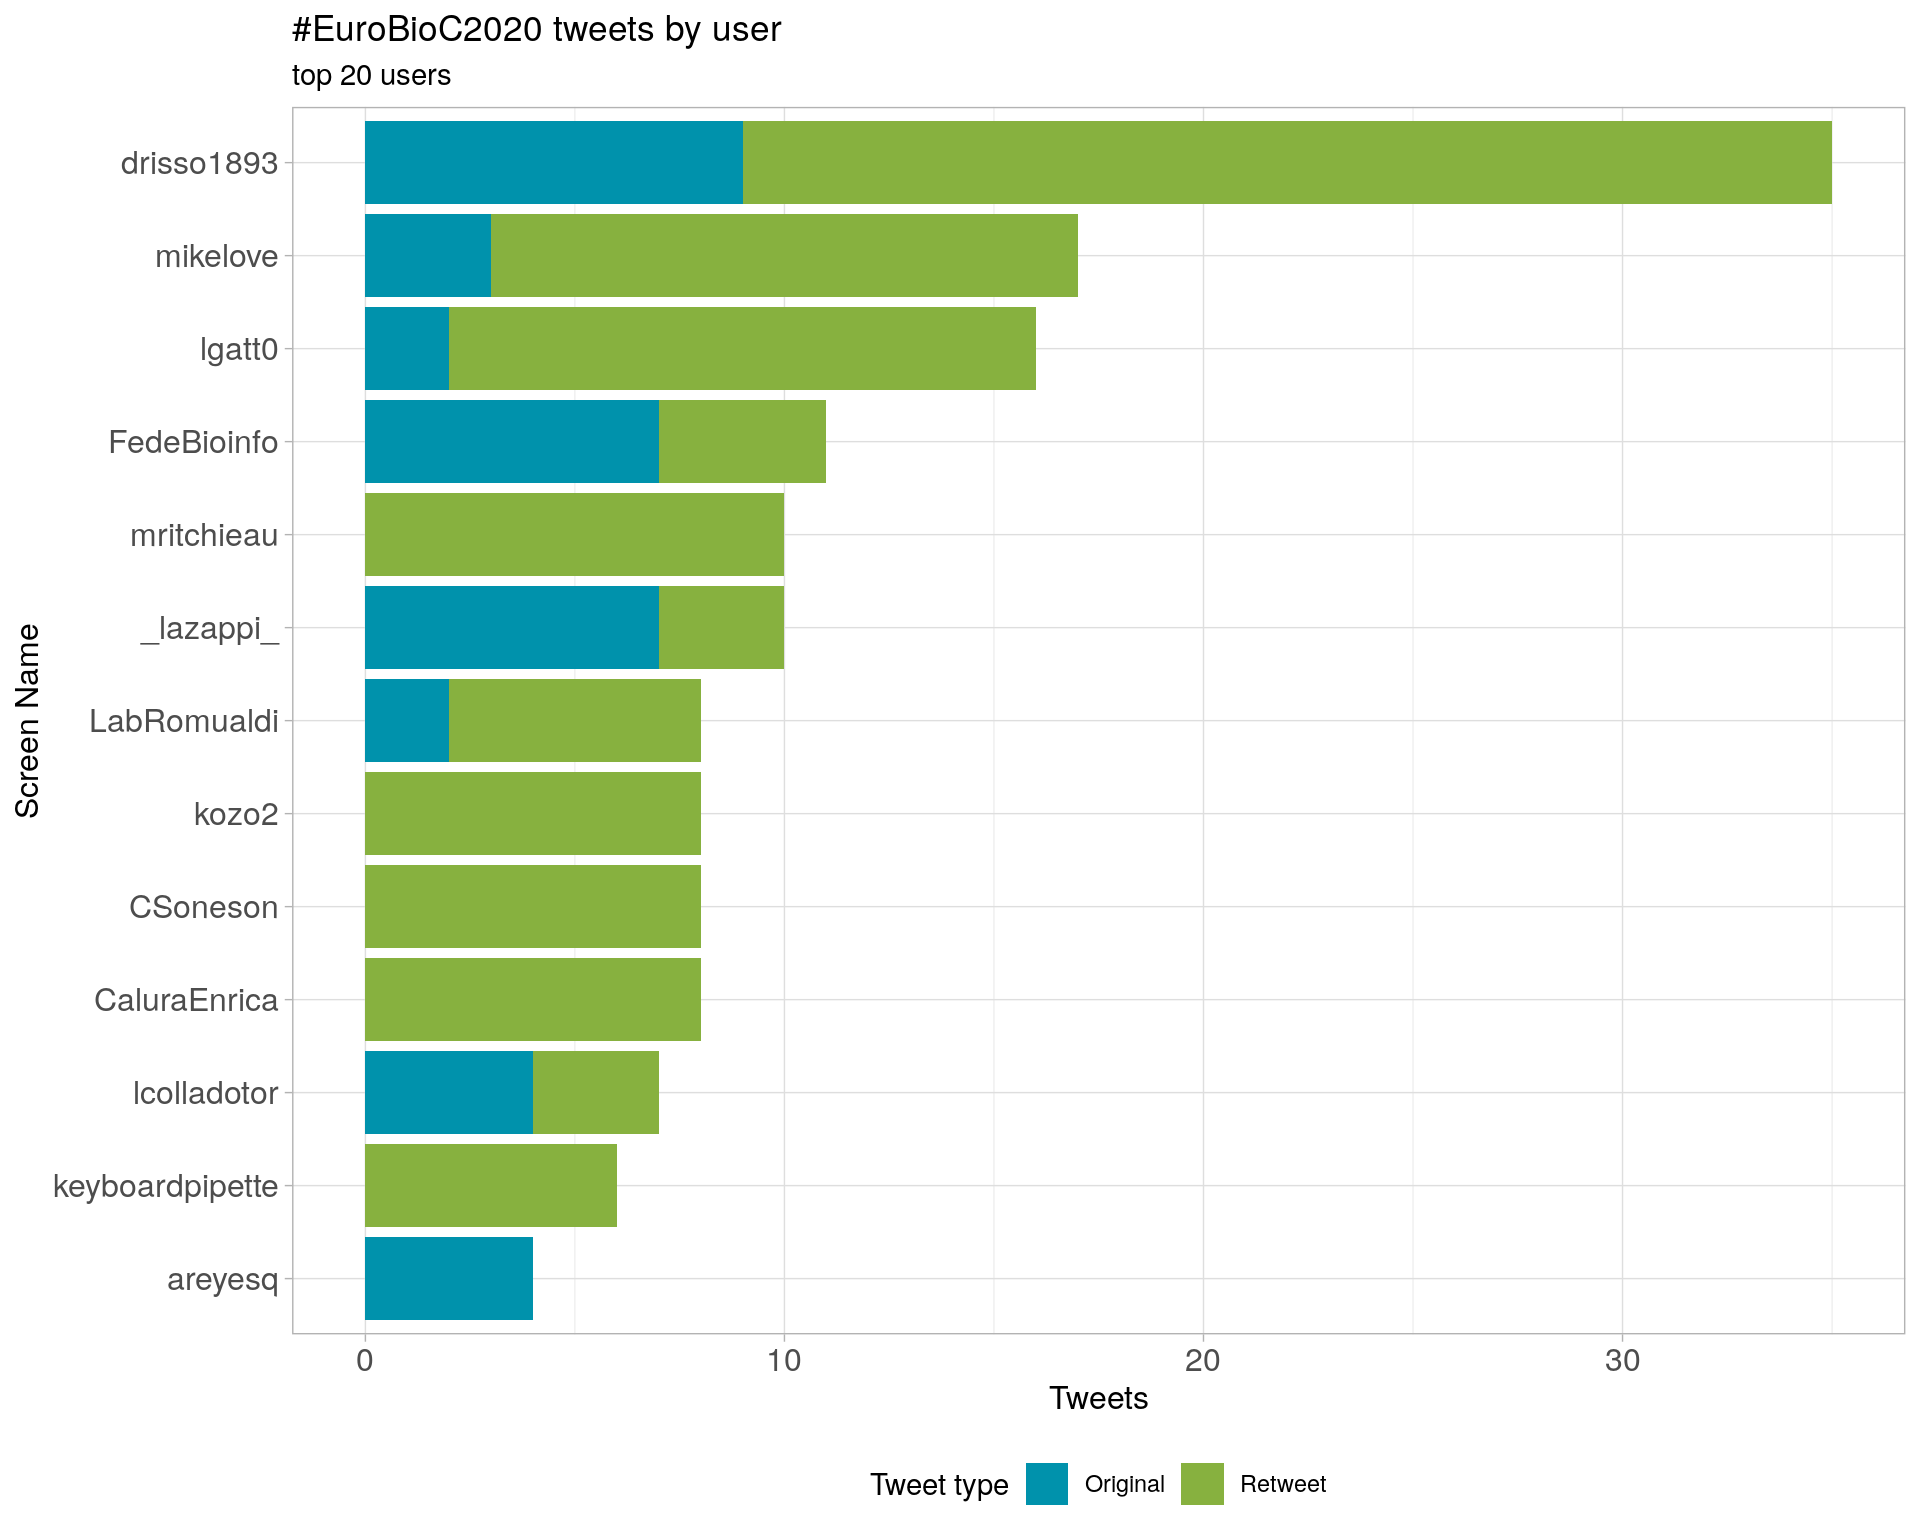 #EuroBioC2020 tweets by user
top 20 users
Screen Name
drisso1893
mikelove
lgatt0
FedeBioinfo
mritchieau
_lazappi_
LabRomualdi
kozo2
CSoneson
CaluraEnrica
lcolladotor
keyboardpipette
areyesq
0 10 20 30
Tweets
Tweet type Original Retweet